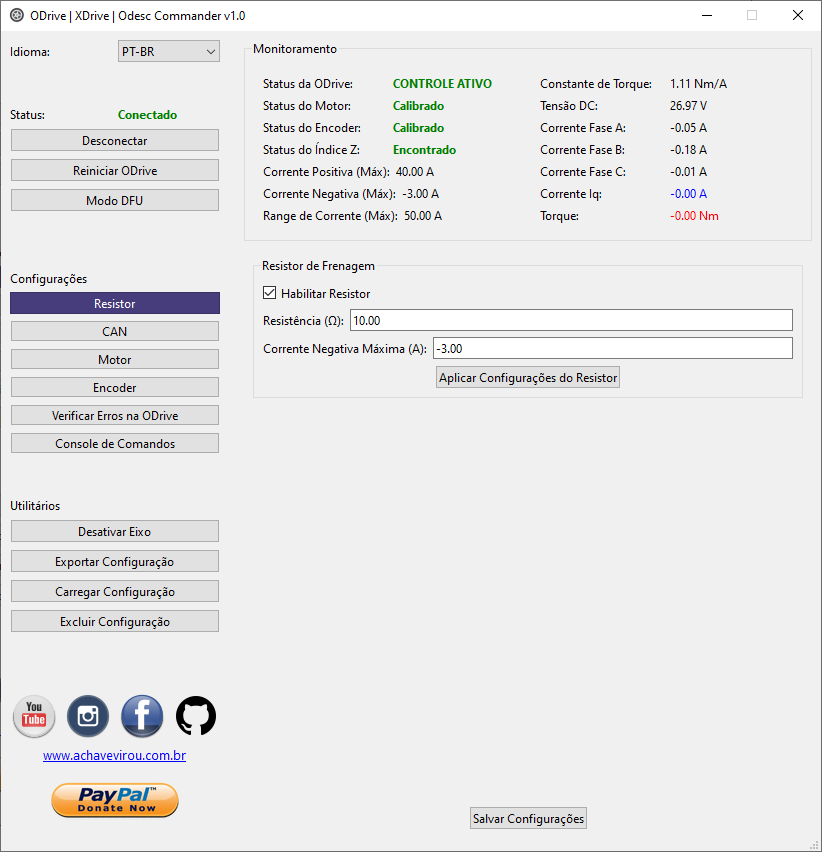 ODrive | XDrive | Odesc Commander v1.0
Idioma: PT-BR
Status: Conectado
Desconectar
Reiniciar ODrive
Modo DFU
Configurações
Resistor
CAN
Motor
Encoder
Verificar Erros na ODrive
Console de Comandos
Utilitários
Desativar Eixo
Exportar Configuração
Carregar Configuração
Excluir Configuração
You
Tube
www.achavevirou.com.br
PayPal™
Donate Now
Monitoramento
Status da ODrive: CONTROLE ATIVO
Status do Motor: Calibrado
Status do Encoder: Calibrado
Status do Índice Z: Encontrado
Corrente Positiva (Máx): 40.00 A
Corrente Negativa (Máx): -3.00 A
Range de Corrente (Máx): 50.00 A
Constante de Torque: 1.11 Nm/A
Tensão DC: 26.97 V
Corrente Fase A: -0.05 A
Corrente Fase B: -0.18 A
Corrente Fase C: -0.01 A
Corrente Iq: -0.00 A
Torque: -0.00 Nm
Resistor de Frenagem
Habilitar Resistor
Resistência (Ω): 10.00
Corrente Negativa Máxima (A): -3.00
Aplicar Configurações do Resistor
Salvar Configurações